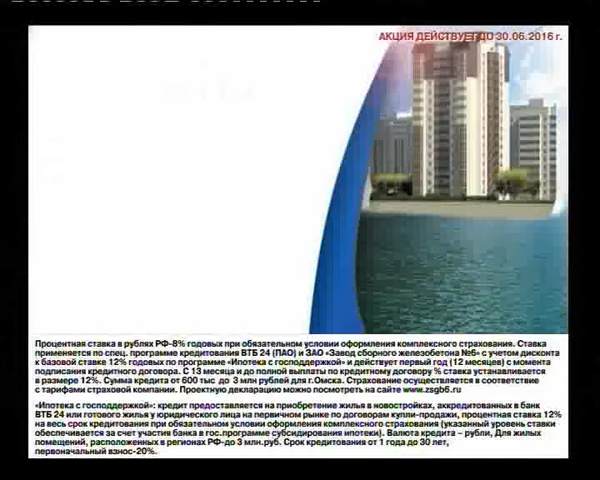 АКЦИЯ ДЕЙСТВУЕТ ДО 30.06.2016 г.
Процентная ставка в рублях РФ-8% годовых при обязательном условии оформления комплексного страхования. Ставка
применяется по спец. программе кредитования ВТБ 24 (ПАО) и ЗАО «Завод сборного железобетона №6» с учетом дисконта
к базовой ставке 12% годовых по программе «Ипотека с господдержкой» и действует первый год (12 месяцев) с момента
подписания кредитного договора. С 13 месяца и до полной выплаты по кредитному договору % ставка устанавливается
в размере 12%. Сумма кредита от 600 тыс. до 3 млн рублей для г.Омска. Страхование осуществляется в соответствие
с тарифами страховой компании. Проектную декларацию можно посмотреть на сайте www.zsgb6.ru
«Ипотека с господдержкой»: кредит предоставляется на приобретение жилья в новостройках, аккредитованных в банк
ВТБ 24 или готового жилья у юридического лица на первичном рынке по договорам купли-продажи, процентная ставка 12%
на весь срок кредитования при обязательном условии оформления комплексного страхования (указанный уровень ставки
обеспечивается за счет участия банка в гос.программе субсидирования ипотеки). Валюта кредита – рубли, Для жилых
помещений, расположенных в регионах РФ-до 3 млн.руб. Срок кредитования от 1 года до 30 лет,
первоначальный взнос-20%.